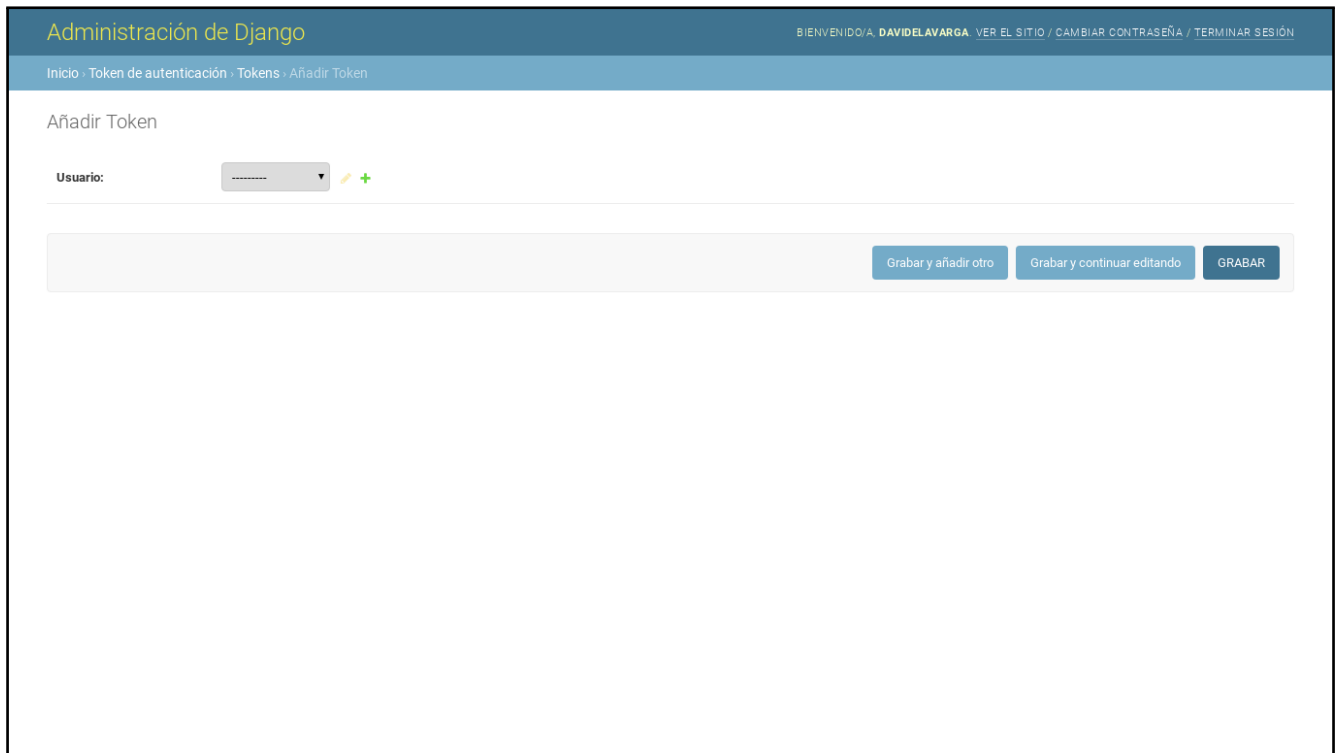 Administración de Django
BIENVENIDO/A, DAVIDELAVARGA. VER EL SITIO / CAMBIAR CONTRASEÑA / TERMINAR SESIÓN
Inicio › Token de autenticación › Tokens › Añadir Token
Añadir Token
Usuario: ---------
Grabar y añadir otro Grabar y continuar editando GRABAR